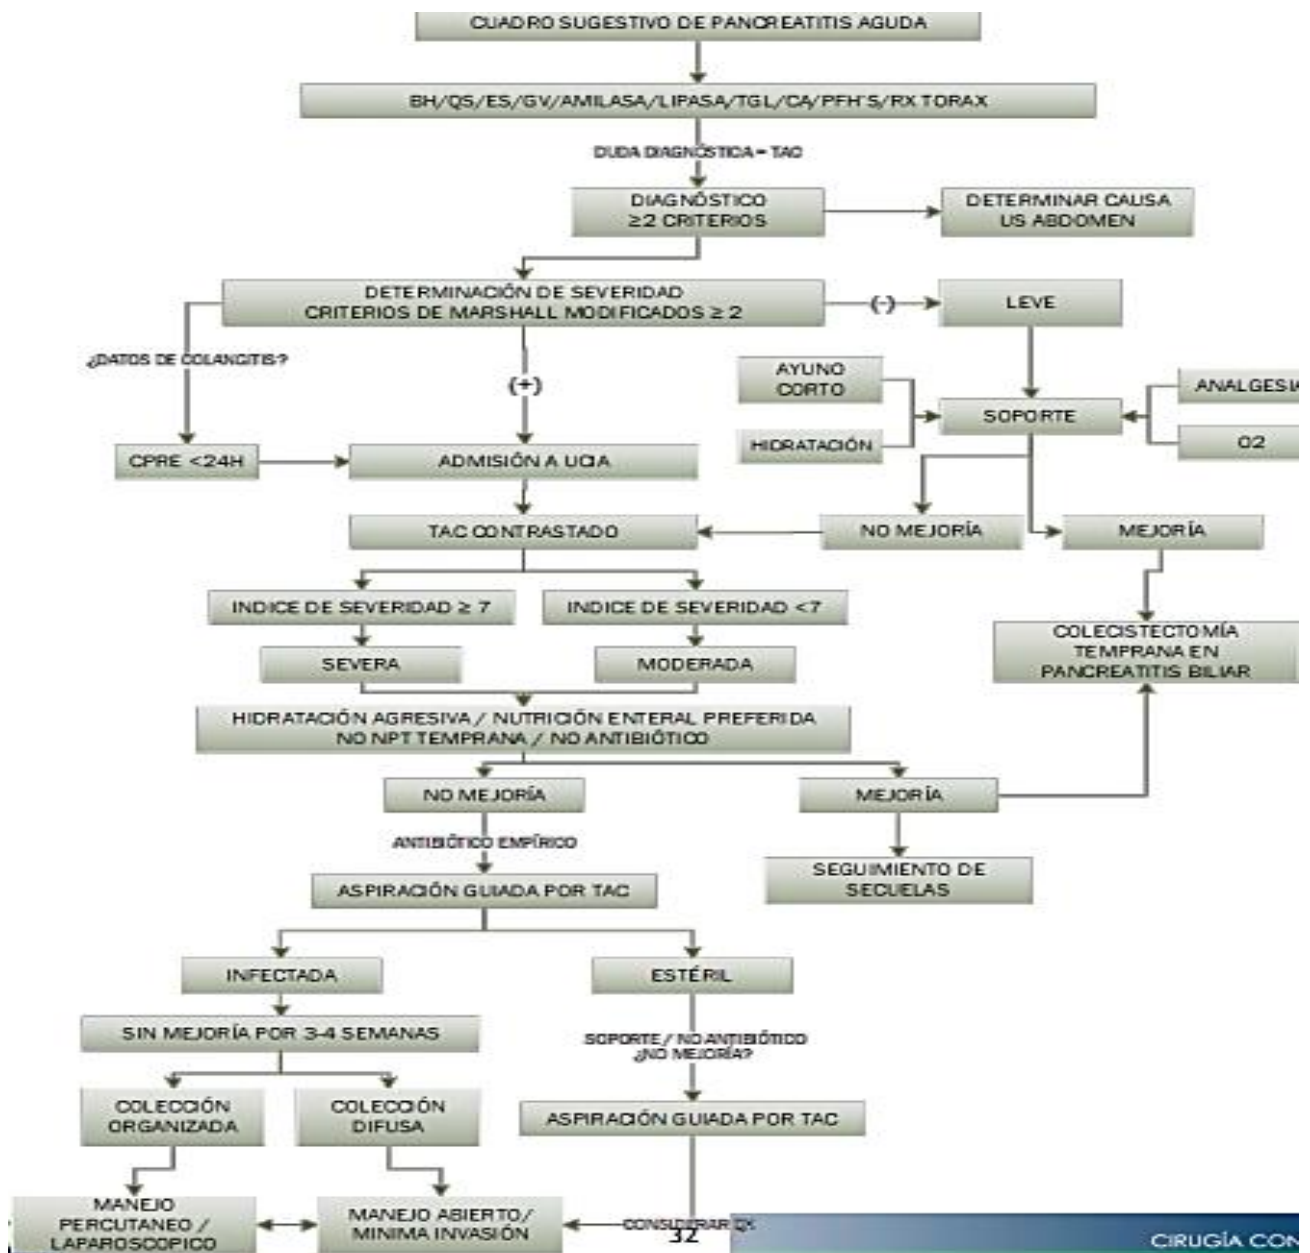 CUADRO SUGESTIVO DE PANCREATITIS AGUDA
BH/QS/ES/GV/AMILASA/LIPASA/TGL/CA/PFH'S/RX TORAX
DUDA DIAGNÓSTICA = TAC
DIAGNÓSTICO
≥2 CRITERIOS
DETERMINAR CAUSA
US ABDOMEN
DETERMINACIÓN DE SEVERIDAD
CRITERIOS DE MARSHALL MODIFICADOS ≥ 2
(-)
LEVE
¿DATOS DE COLANGITIS?
(+)
AYUNO
CORTO
ANALGESIA
SOPORTE
HIDRATACIÓN
O2
CPRE <24H
ADMISIÓN A UCIA
TAC CONTRASTADO
NO MEJORÍA
MEJORÍA
INDICE DE SEVERIDAD ≥ 7
INDICE DE SEVERIDAD <7
COLECISTECTOMÍA
TEMPRANA EN
PANCREATITIS BILIAR
SEVERA
MODERADA
HIDRATACIÓN AGRESIVA / NUTRICIÓN ENTERAL PREFERIDA
NO NPT TEMPRANA / NO ANTIBIÓTICO
NO MEJORÍA
MEJORÍA
ANTIBIÓTICO EMPÍRICO
ASPIRACIÓN GUIADA POR TAC
SEGUIMIENTO DE
SECUELAS
INFECTADA
ESTÉRIL
SIN MEJORÍA POR 3-4 SEMANAS
SOPORTE / NO ANTIBIÓTICO
¿NO MEJORÍA?
COLECCIÓN
ORGANIZADA
COLECCIÓN
DIFUSA
ASPIRACIÓN GUIADA POR TAC
MANEJO
PERCUTANEO /
LAPAROSCOPICO
MANEJO ABIERTO/
MINIMA INVASIÓN
CONSIDERAR QX
32
CIRUGÍA CON